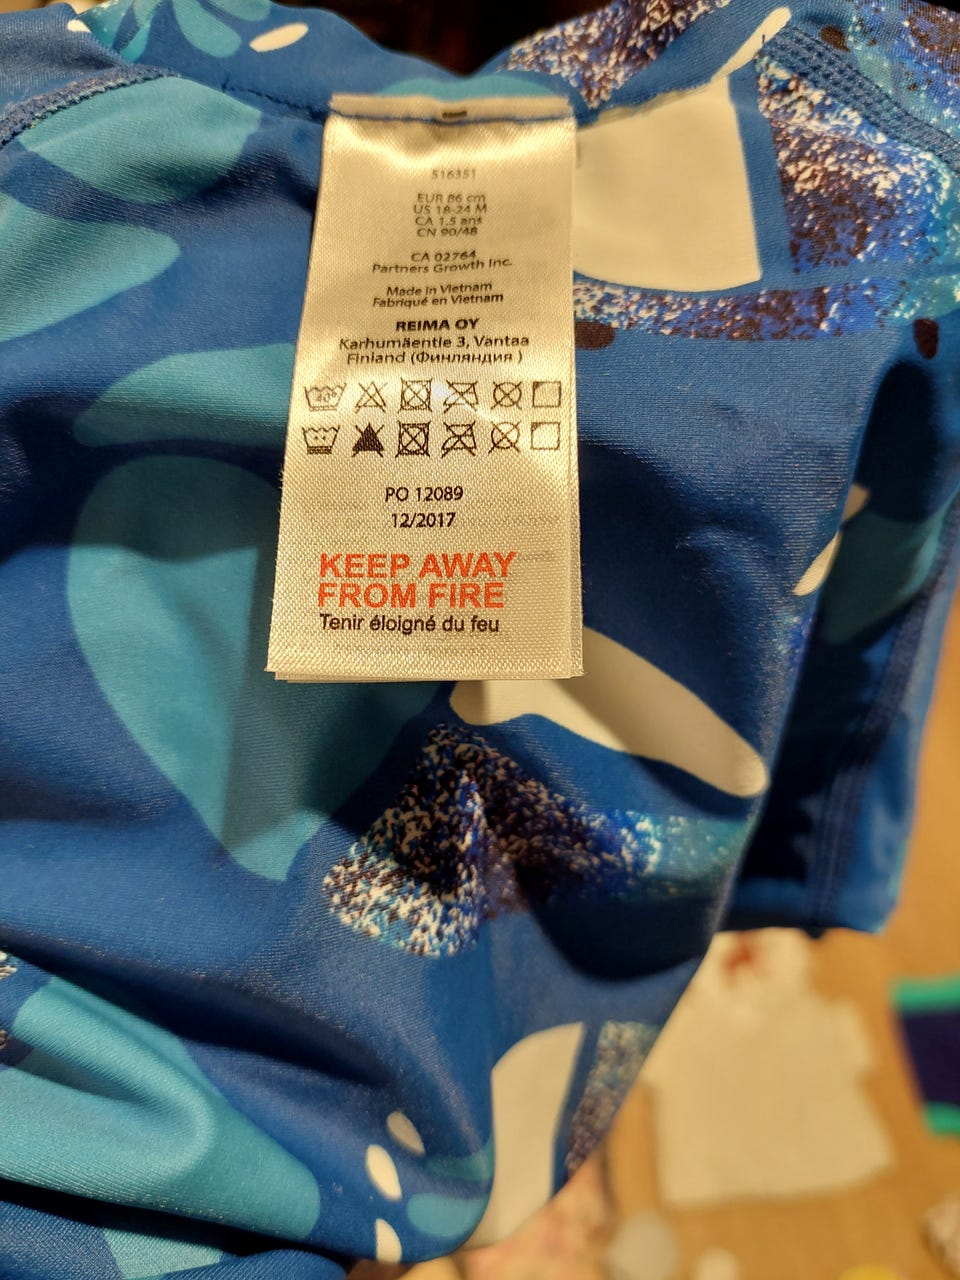 516351
EUR 86 cm
US 18-24 M
CA 1.5 ans
CN 90/48
CA 02764
Partners Growth Inc.
Made in Vietnam
Fabriqué en Vietnam
REIMA OY
Karhumäentie 3, Vantaa
Finland (Финляндия )
40°
PO 12089
12/2017
KEEP AWAY
FROM FIRE
Tenir éloigné du feu